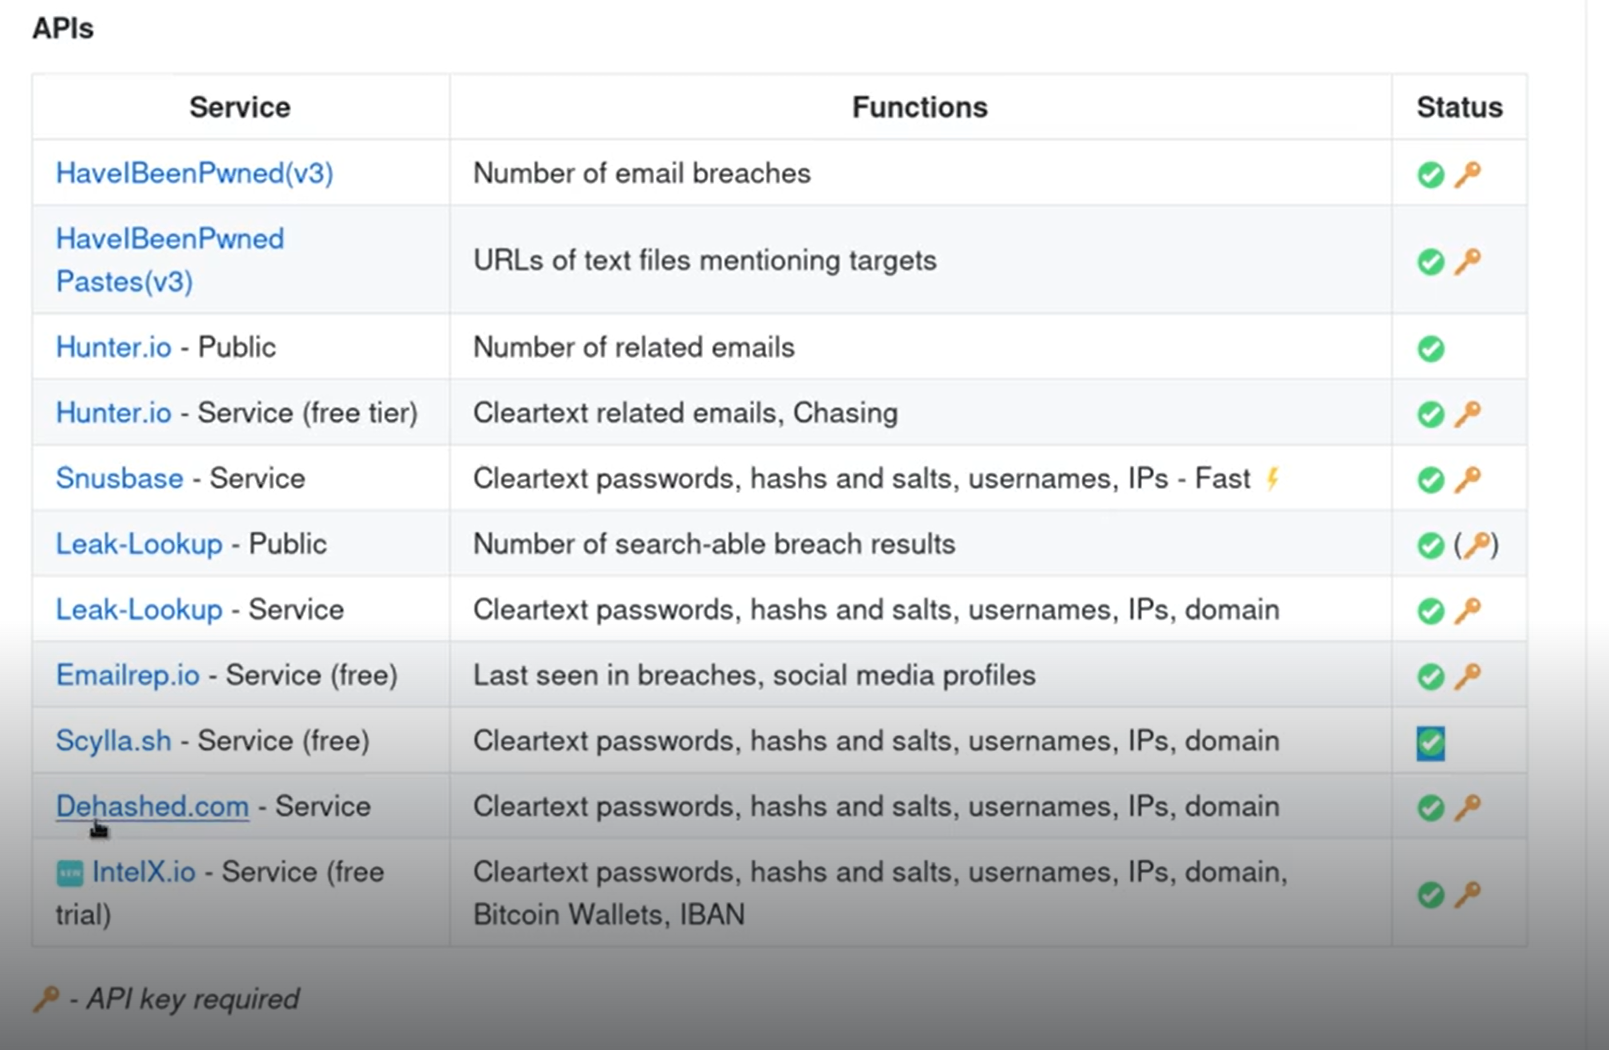 APIs
Service Functions Status
HaveIBeenPwned(v3) Number of email breaches ✅ 🔑
HaveIBeenPwned
Pastes(v3) URLs of text files mentioning targets ✅ 🔑
Hunter.io - Public Number of related emails ✅
Hunter.io - Service (free tier) Cleartext related emails, Chasing ✅ 🔑
Snusbase - Service Cleartext passwords, hashs and salts, usernames, IPs - Fast ⚡ ✅ 🔑
Leak-Lookup - Public Number of search-able breach results ✅ (🔑)
Leak-Lookup - Service Cleartext passwords, hashs and salts, usernames, IPs, domain ✅ 🔑
Emailrep.io - Service (free) Last seen in breaches, social media profiles ✅ 🔑
Scylla.sh - Service (free) Cleartext passwords, hashs and salts, usernames, IPs, domain ✅
Dehashed.com - Service Cleartext passwords, hashs and salts, usernames, IPs, domain ✅ 🔑
🆕 IntelX.io - Service (free Cleartext passwords, hashs and salts, usernames, IPs, domain,
trial) Bitcoin Wallets, IBAN ✅ 🔑
🔑 - API key required